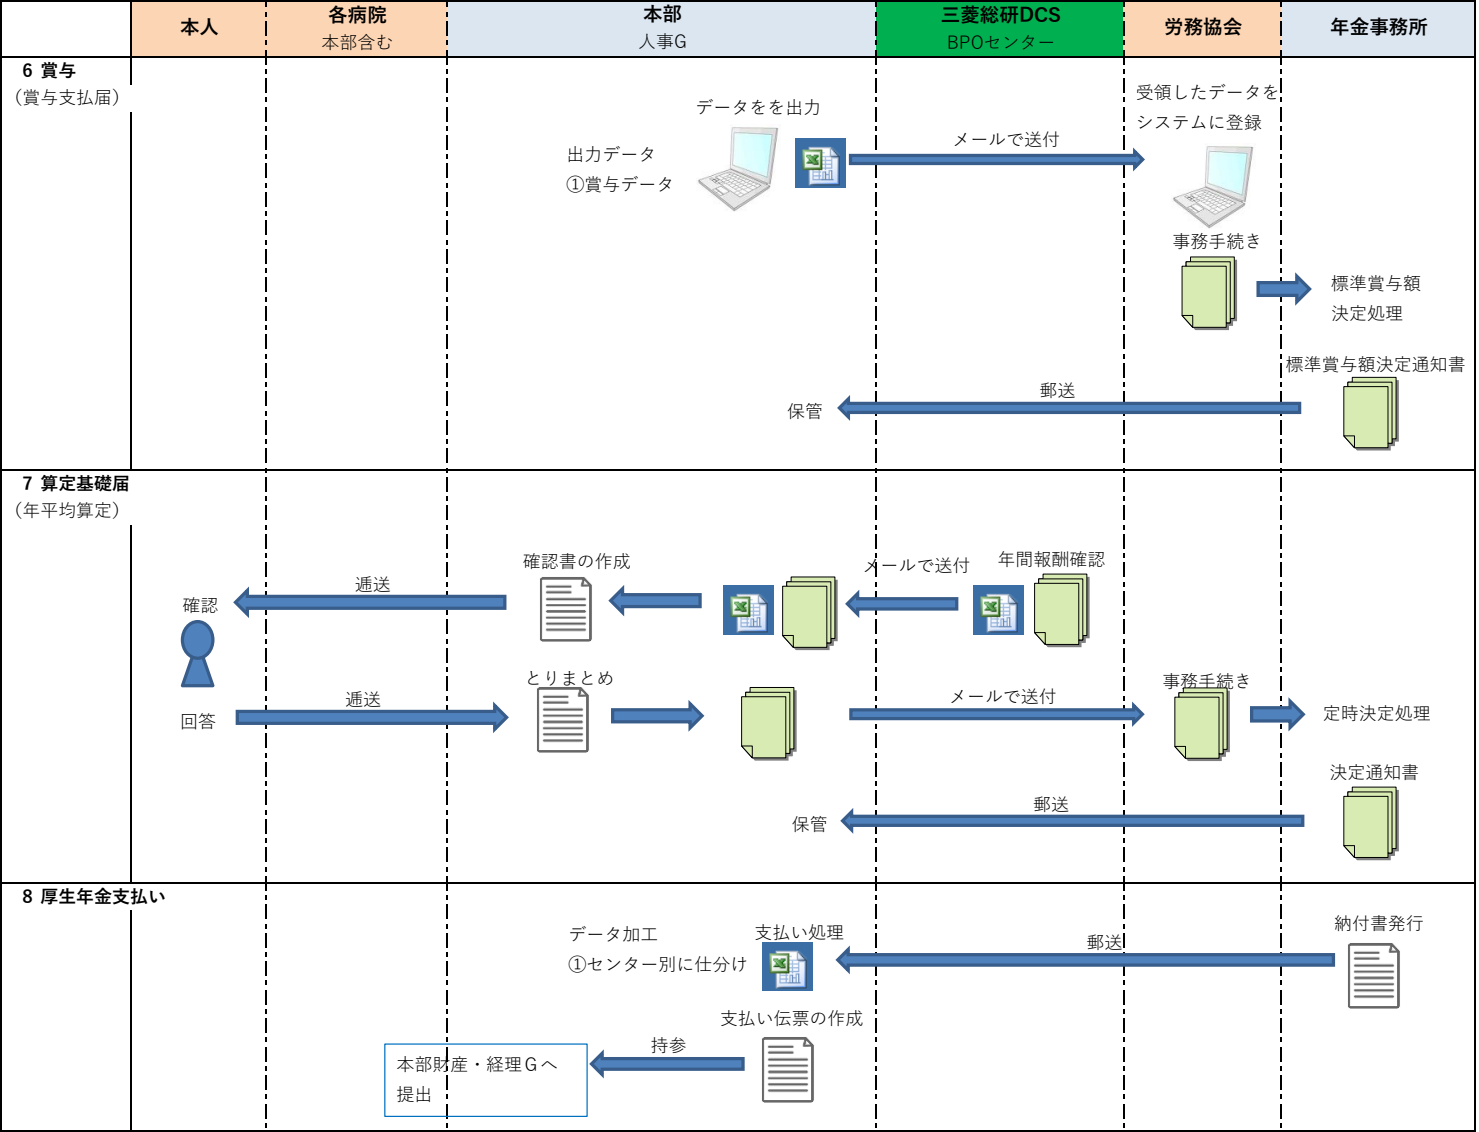 本人
各病院
本部含む
本部
人事G
三菱総研DCS
BPOセンター
労務協会
年金事務所
6 賞与
（賞与支払届）
データをを出力
出力データ
①賞与データ
メールで送付
受領したデータを
システムに登録
事務手続き
標準賞与額
決定処理
標準賞与額決定通知書
郵送
保管
7 算定基礎届
（年平均算定）
年間報酬確認
メールで送付
確認書の作成
逓送
確認
回答
逓送
とりまとめ
メールで送付
事務手続き
定時決定処理
決定通知書
郵送
保管
8 厚生年金支払い
納付書発行
郵送
支払い処理
データ加工
①センター別に仕分け
支払い伝票の作成
持参
本部財産・経理Ｇへ
提出